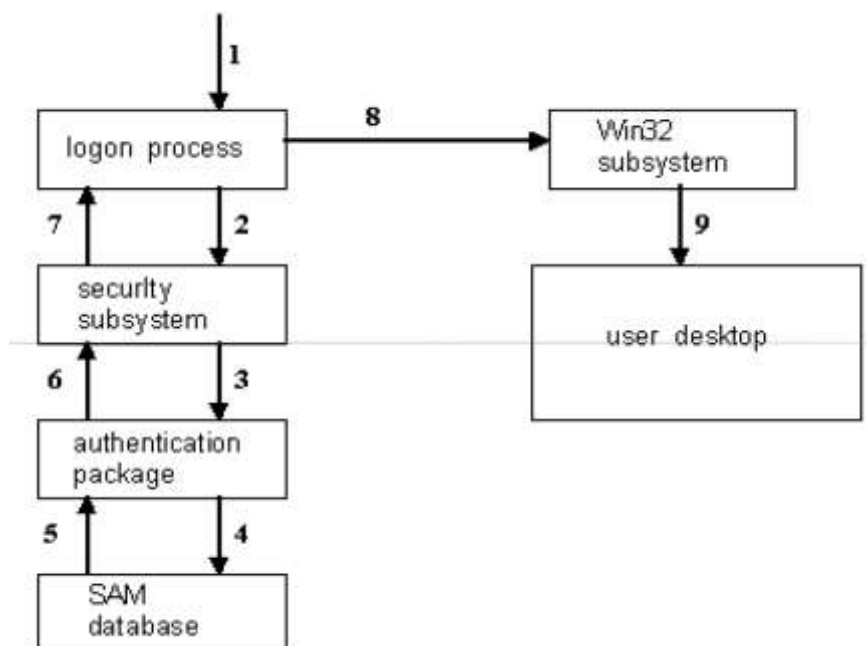 1
8
logon process
Win32
subsystem
7
2
9
security
subsystem
user desktop
6
3
authentication
package
5
4
SAM
database